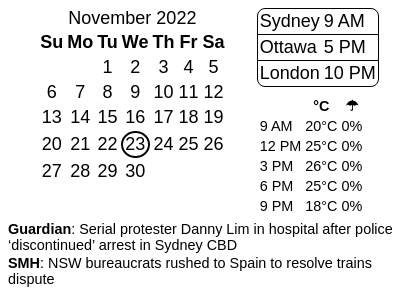 November 2022
Su Mo Tu We Th Fr Sa
1 2 3 4 5
6 7 8 9 10 11 12
13 14 15 16 17 18 19
20 21 22 23 24 25 26
27 28 29 30
Sydney 9 AM
Ottawa 5 PM
London 10 PM
°C ☂
9 AM 20°C 0%
12 PM 25°C 0%
3 PM 26°C 0%
6 PM 25°C 0%
9 PM 18°C 0%
Guardian: Serial protester Danny Lim in hospital after police
‘discontinued’ arrest in Sydney CBD
SMH: NSW bureaucrats rushed to Spain to resolve trains
dispute